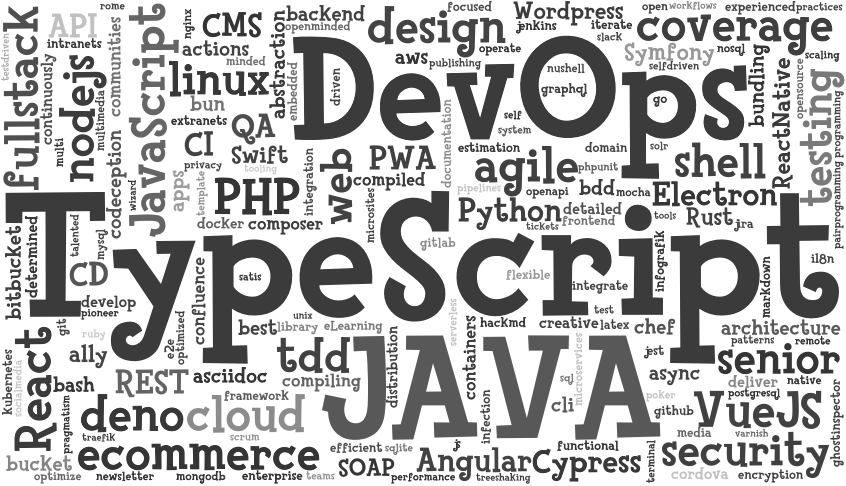 rome
focused
Wordpress
open workflows
experienced practices
testdriven
fullstack
API
intranets
continuously
nodejs
multi
multimedia
communities
JavaScript
nginx
CMS
actions
minded
linux
bun
extranets
CI
QA
Swift
privacy
tooling
abstraction
backend
openminded
embedded
driven
DevOps
design
aws
publishing
operate
jenkins
iterate
slack
coverage
Symfony
nosql
selfdriven
scaling
bundling
opensource
ReactNative
testing
pairprogramming
programming
nushell
graphql
go
self
system
documentation
estimation
domain
solr
shell
PWA
compiled
agile
phpunit
pipelines
openapi
bdd
mocha
Electron
web
integration
microsites
PHP
docker
composer
template
apps
wizard
codeception
Python
detailed
frontend
tickets
tools
Rust
jira
TypeScript
bitbucket
determined
talented
mysql
CD
develop
pioneer
git
satis
confluence
gitlab
flexible
integrate
infografik
markdown
i18n
unix
test
best
library
eLearning
serverless
containers
hackmd
creative
latex
chef
architecture
patterns
remote
ruby
e2e
optimized
ally
tdd
distribution
JAVA
sql
microservices
jest
async
senior
deliver
native
postgresql
kubernetes
socialmedia
React
bash
REST
asciidoc
compiling
framework
pragmatism
deno
cloud
traefik
scrum
cli
infection
poker
github
VueJS
ghostinspector
media
varnish
bucket
ecommerce
efficient
sqlite
jr
functional
terminal
security
optimize
newsletter
mongodb
enterprise
teams
SOAP
Angular
Cypress
performance
treeshaking
cordova
encryption